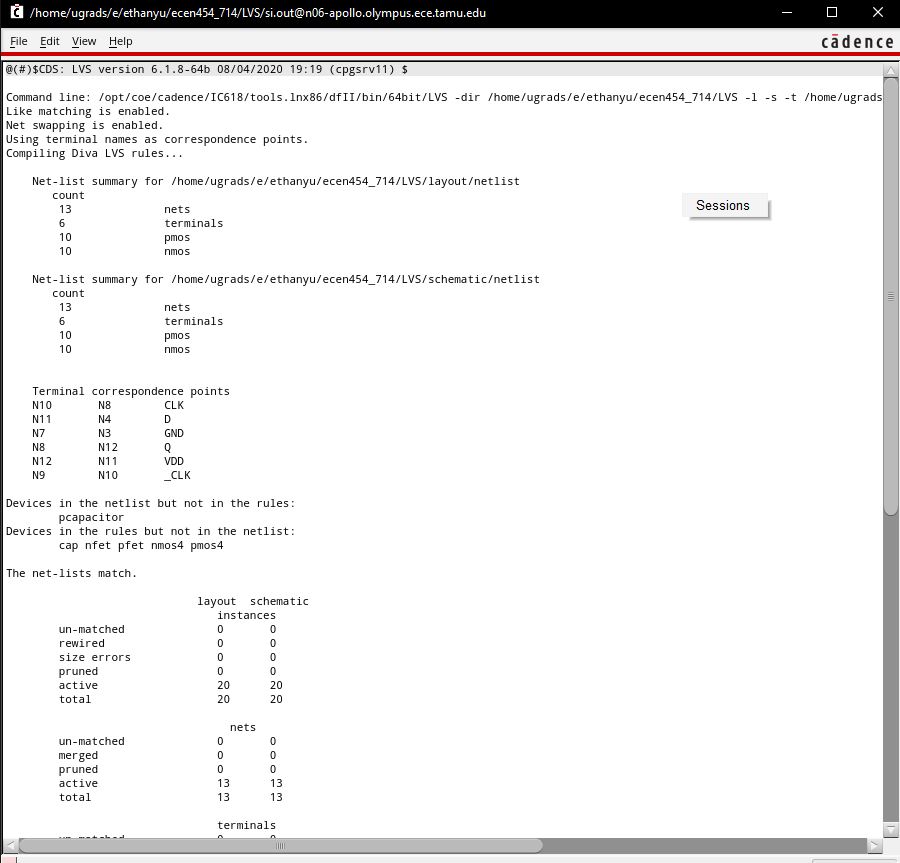 /home/ugrads/e/ethanyu/ecen454_714/LVS/si.out@n06-apollo.olympus.ece.tamu.edu
File Edit View Help
cādence
@(#)$CDS: LVS version 6.1.8-64b 08/04/2020 19:19 (cpgsrv11) $
Command line: /opt/coe/cadence/IC618/tools.lnx86/dfII/bin/64bit/LVS -dir /home/ugrads/e/ethanyu/ecen454_714/LVS -l -s -t /home/ugrads
Like matching is enabled.
Net swapping is enabled.
Using terminal names as correspondence points.
Compiling Diva LVS rules...
Net-list summary for /home/ugrads/e/ethanyu/ecen454_714/LVS/layout/netlist
count
13 nets
6 terminals
10 pmos
10 nmos
Sessions
Net-list summary for /home/ugrads/e/ethanyu/ecen454_714/LVS/schematic/netlist
count
13 nets
6 terminals
10 pmos
10 nmos
Terminal correspondence points
N10 N8 CLK
N11 N4 D
N7 N3 GND
N8 N12 Q
N12 N11 VDD
N9 N10 _CLK
Devices in the netlist but not in the rules:
pcapacitor
Devices in the rules but not in the netlist:
cap nfet pfet nmos4 pmos4
The net-lists match.
layout schematic
instances
un-matched 0 0
rewired 0 0
size errors 0 0
pruned 0 0
active 20 20
total 20 20
nets
un-matched 0 0
merged 0 0
pruned 0 0
active 13 13
total 13 13
terminals
un-matched 0 0